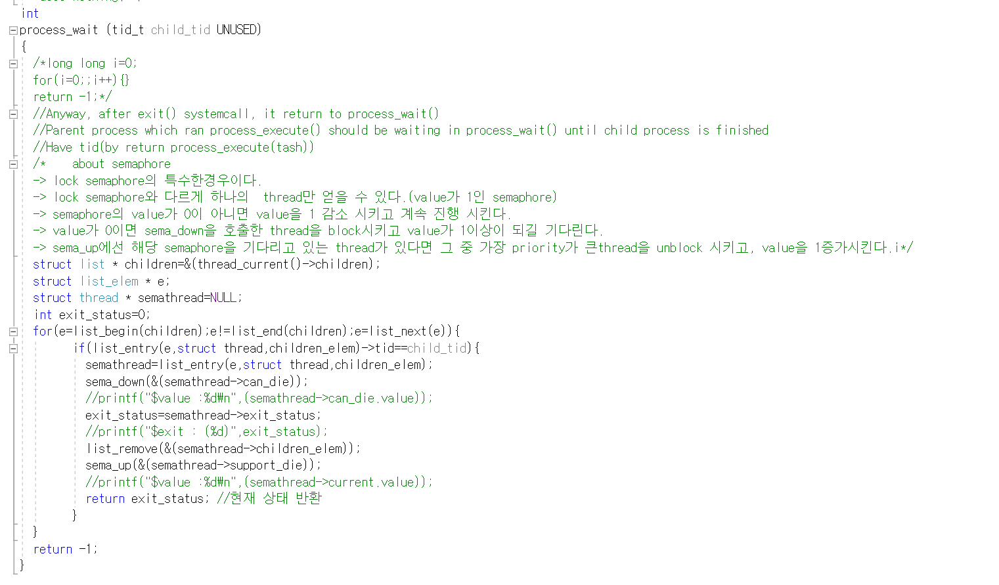 int
process_wait (tid_t child_tid UNUSED)
{
/*long long i=0;
for(i=0;;i++){}
return -1;*/
//Anyway, after exit() systemcall, it return to process_wait()
//Parent process which ran process_execute() should be waiting in process_wait() until child process is finished
//Have tid(by return process_execute(tash))
/*    about semaphore
-> lock semaphore의 특수한경우이다.
-> lock semaphore와 다르게 하나의  thread만 얻을 수 있다.(value가 1인 semaphore)
-> semaphore의 value가 0이 아니면 value을 1 감소 시키고 계속 진행 시킨다.
-> value가 0이면 sema_down을 호출한 thread을 block시키고 value가 1이상이 되길 기다린다.
-> sema_up에선 해당 semaphore을 기다리고 있는 thread가 있다면 그 중 가장 priority가 큰thread을 unblock 시키고, value을 1증가시킨다.i*/
struct list * children=&(thread_current()->children);
struct list_elem * e;
struct thread * semathread=NULL;
int exit_status=0;
for(e=list_begin(children);e!=list_end(children);e=list_next(e)){
if(list_entry(e,struct thread,children_elem)->tid==child_tid){
semathread=list_entry(e,struct thread,children_elem);
sema_down(&(semathread->can_die));
//printf("$value :%d₩n",(semathread->can_die.value));
exit_status=semathread->exit_status;
//printf("$exit : (%d)",exit_status);
list_remove(&(semathread->children_elem));
sema_up(&(semathread->support_die));
//printf("$value :%d₩n",(semathread->current.value));
return exit_status; //현재 상태 반환
}
}
return -1;
}